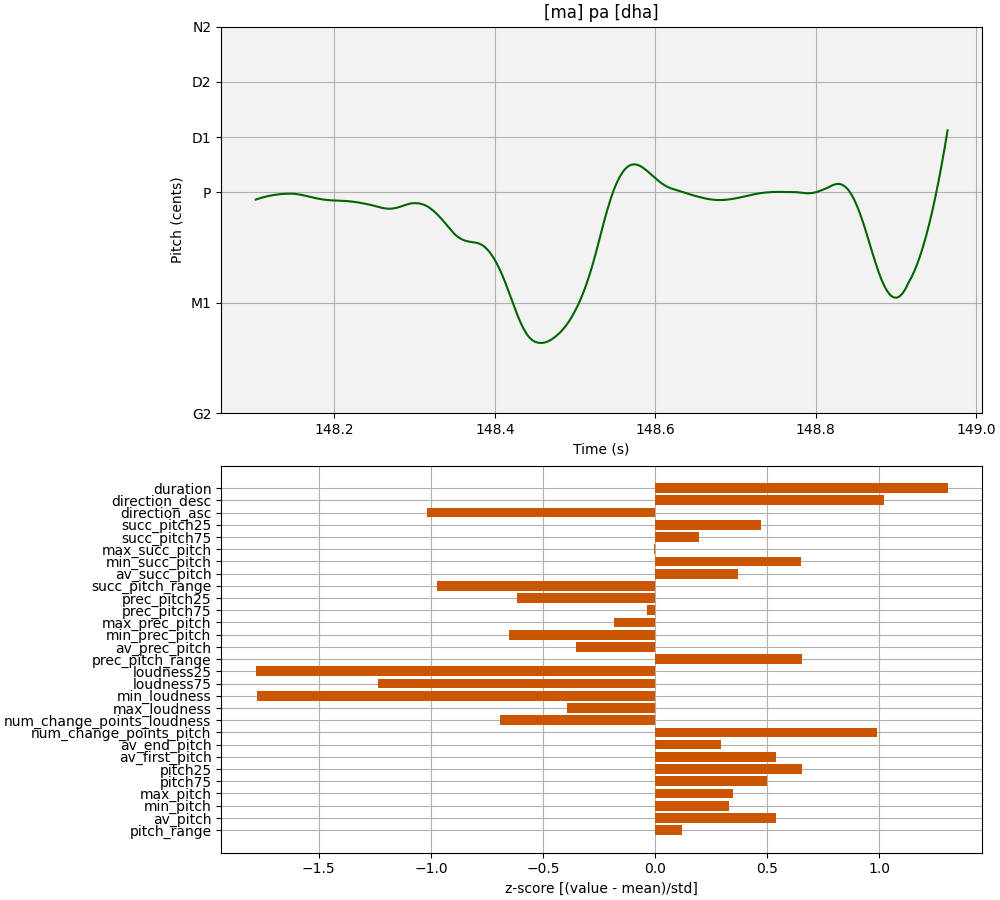 [ma] pa [dha]
N2
D2
D1
P
M1
G2
Pitch (cents)
148.2 148.4 148.6 148.8 149.0
Time (s)
duration
direction_desc
direction_asc
succ_pitch25
succ_pitch75
max_succ_pitch
min_succ_pitch
av_succ_pitch
succ_pitch_range
prec_pitch25
prec_pitch75
max_prec_pitch
min_prec_pitch
av_prec_pitch
prec_pitch_range
loudness25
loudness75
min_loudness
max_loudness
num_change_points_loudness
num_change_points_pitch
av_end_pitch
av_first_pitch
pitch25
pitch75
max_pitch
min_pitch
av_pitch
pitch_range
−1.5 −1.0 −0.5 0.0 0.5 1.0
z-score [(value - mean)/std]